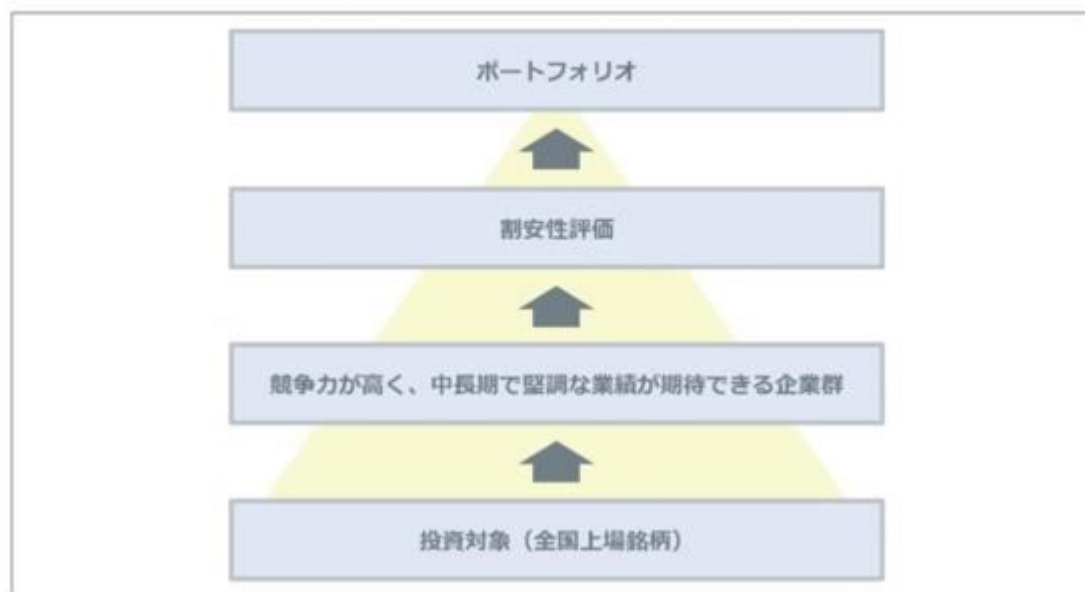 ポートフォリオ
割安性評価
競争力が高く、中長期で堅調な業績が期待できる企業群
投資対象（全国上場銘柄）